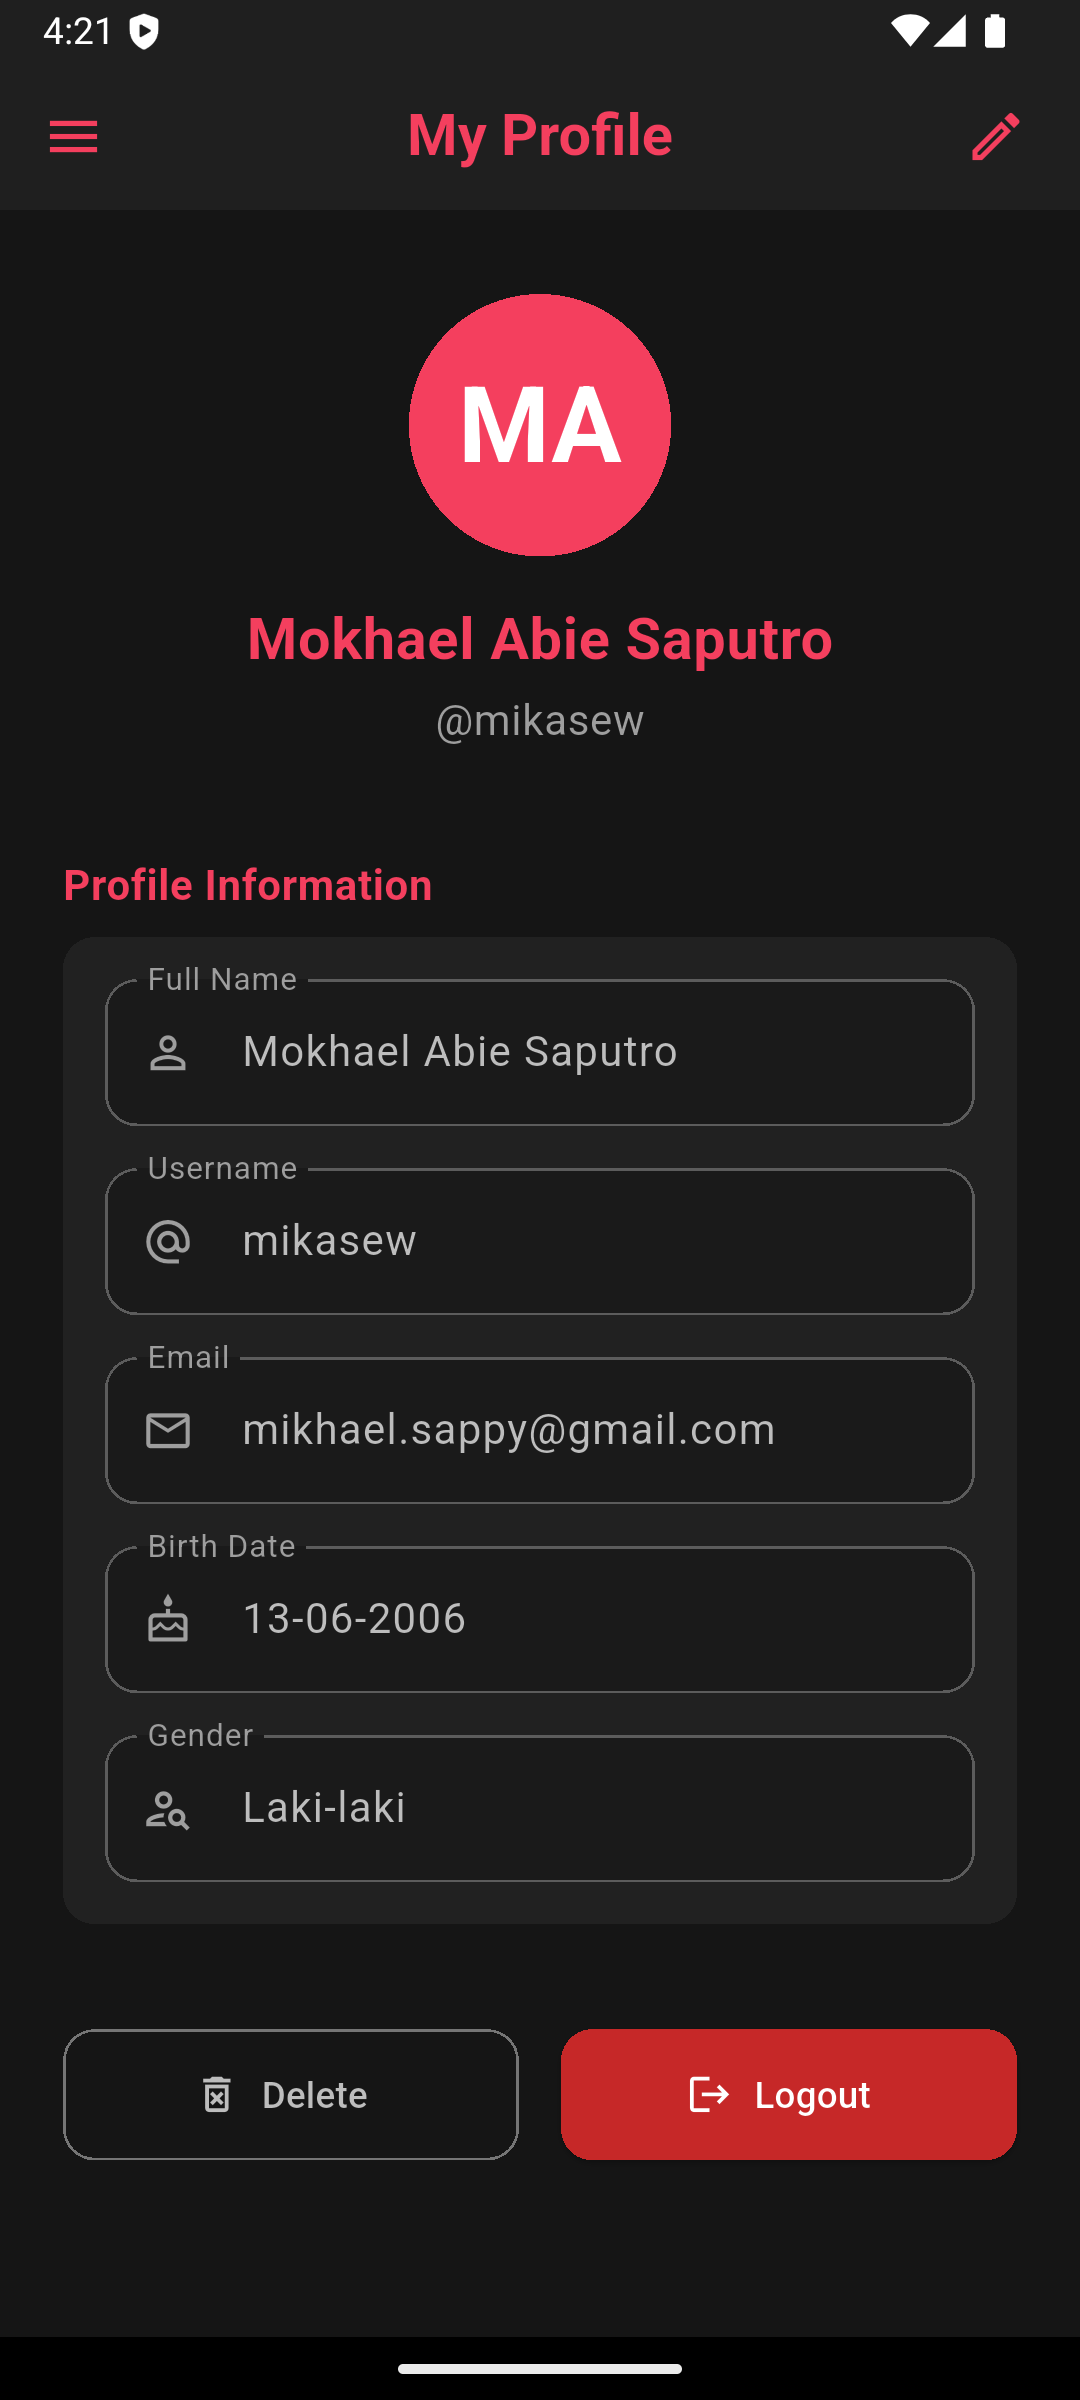 4:21
My Profile
MA
Mokhael Abie Saputro
@mikasew
Profile Information
Full Name
Mokhael Abie Saputro
Username
mikasew
Email
mikhael.sappy@gmail.com
Birth Date
13-06-2006
Gender
Laki-laki
Delete
Logout